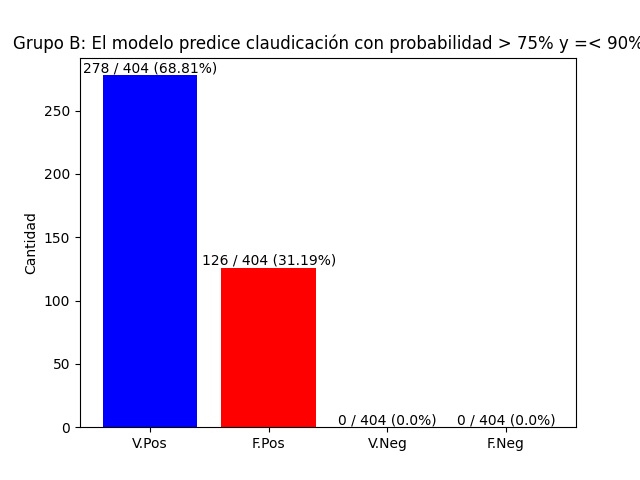 Grupo B: El modelo predice claudicación con probabilidad > 75% y =< 90%
278 / 404 (68.81%)
126 / 404 (31.19%)
0 / 404 (0.0%)
0 / 404 (0.0%)
250
200
150
100
50
0
Cantidad
V.Pos
F.Pos
V.Neg
F.Neg